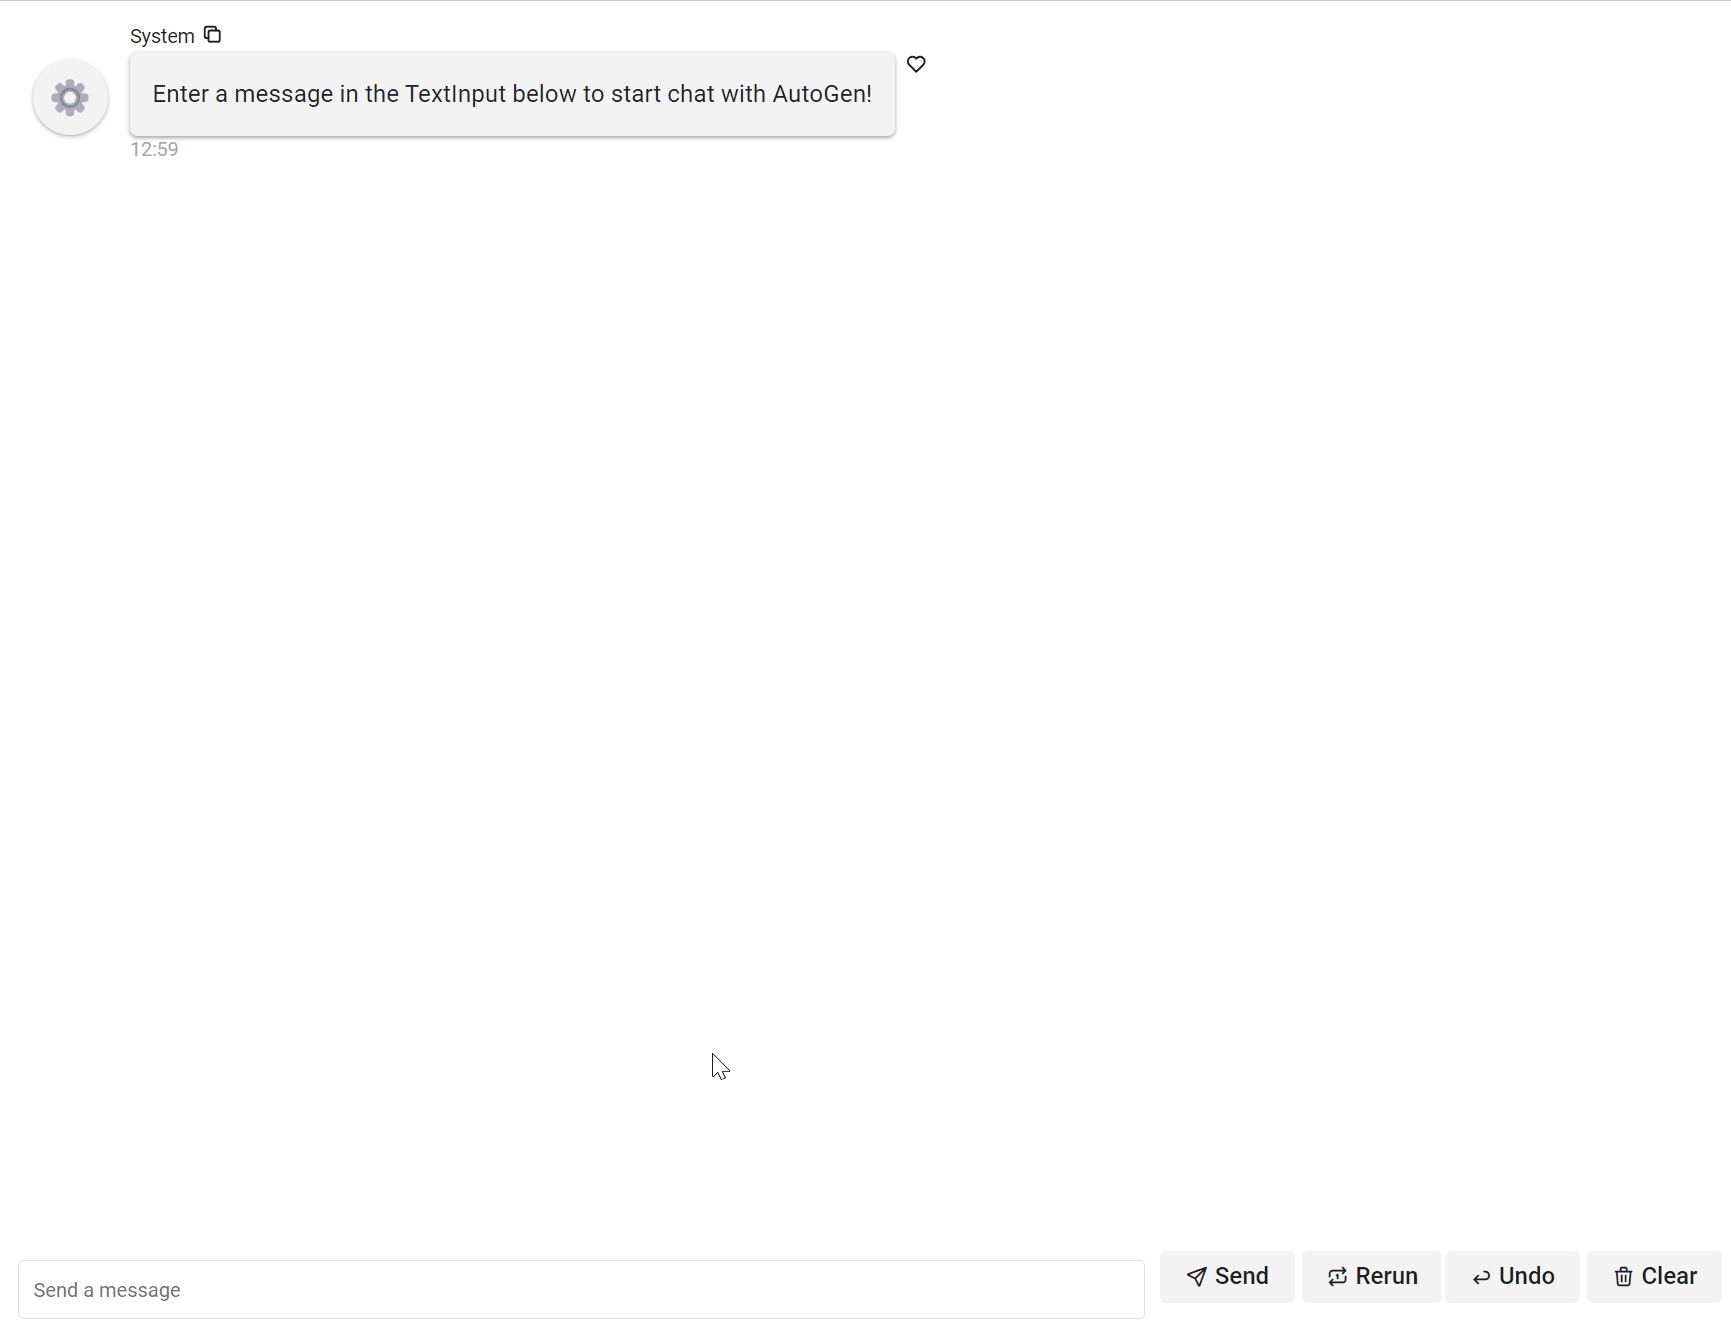 System
Enter a message in the TextInput below to start chat with AutoGen!
12:59
Send a message
Send
Rerun
Undo
Clear